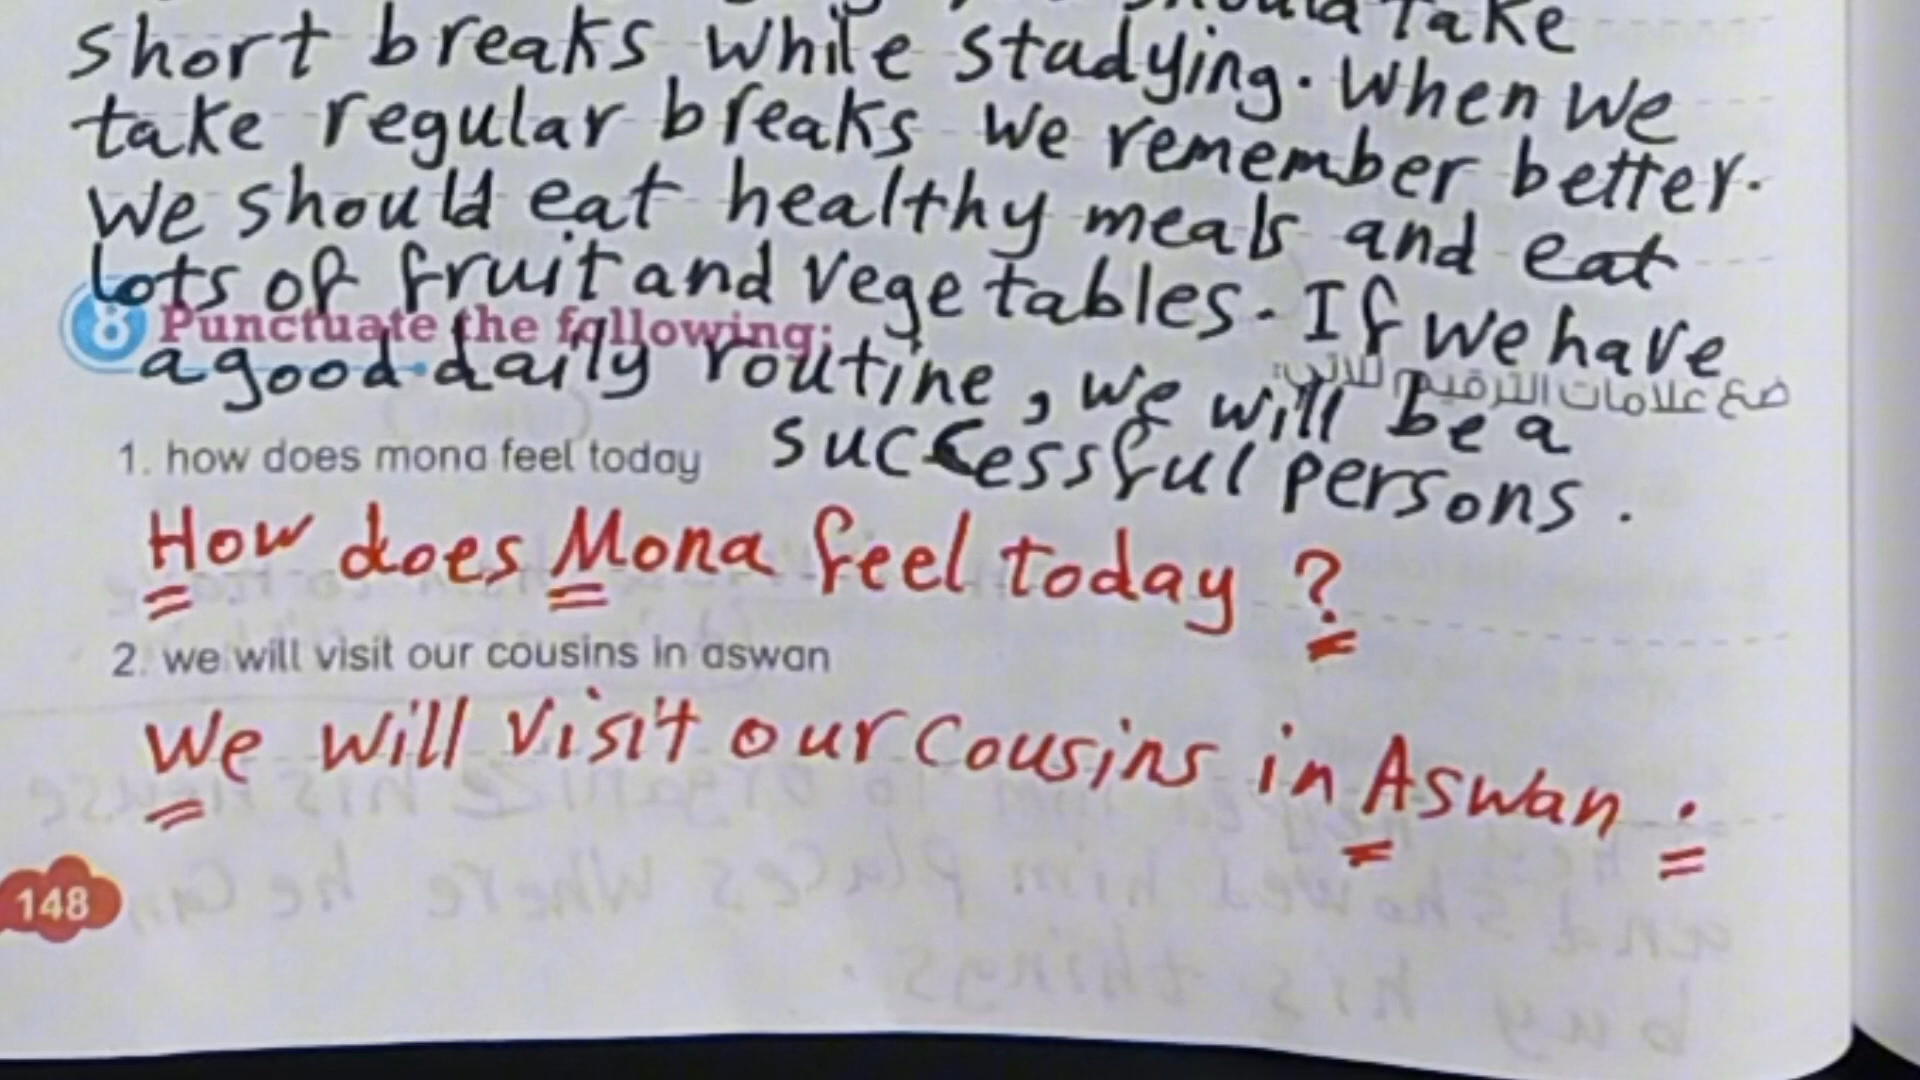 should take
short breaks while studying. When we
take regular breaks we remember better.
We should eat healthy meals and eat
lots of fruit and vegetables. If we have
8 Punctuate the following:
ضع علامات الترقيم للآتي:
a good daily routine, we will be a
successful persons.
1. how does mona feel today
How does Mona feel today ?
2. we will visit our cousins in aswan
We will visit our cousins in Aswan .
148